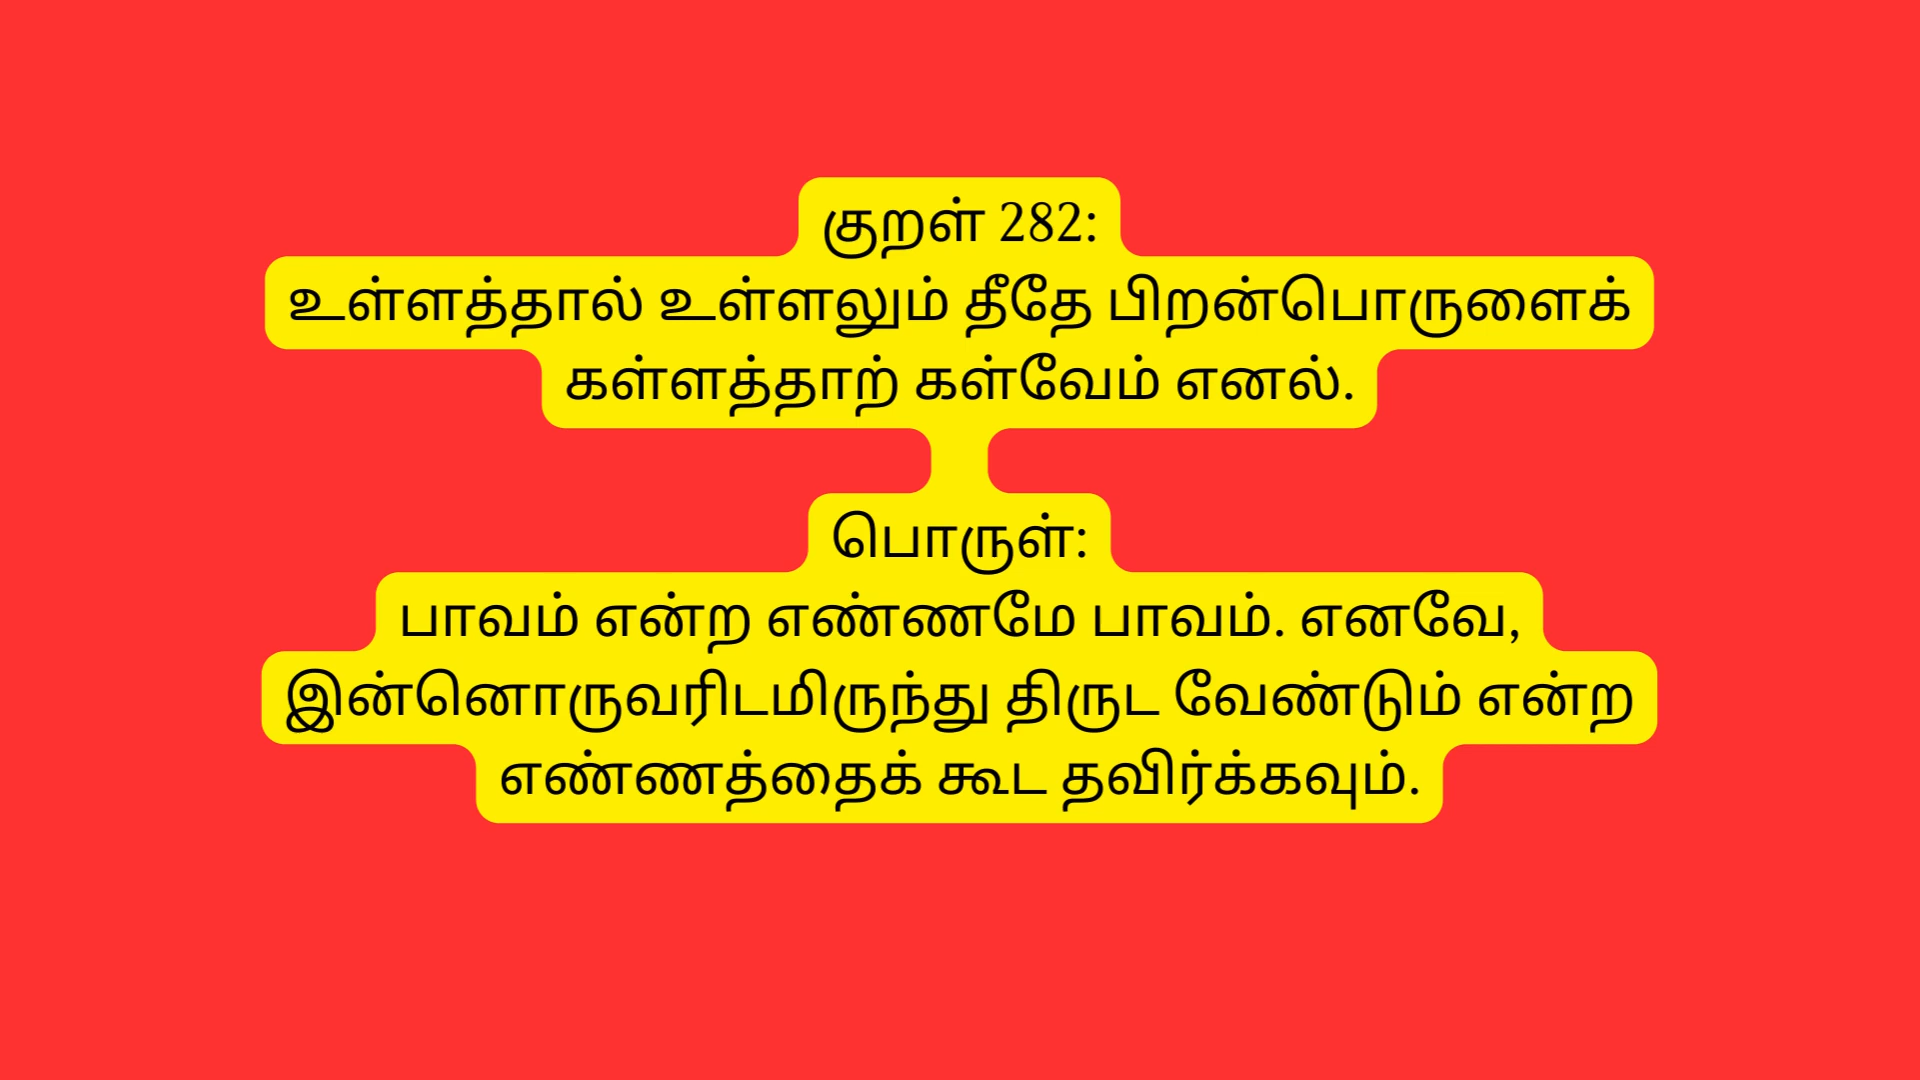 குறள் 282:
உள்ளத்தால் உள்ளலும் தீதே பிறன்பொருளைக்
கள்ளத்தாற் கள்வேம் எனல்.
பொருள்:
பாவம் என்ற எண்ணமே பாவம். எனவே,
இன்னொருவரிடமிருந்து திருட வேண்டும் என்ற
எண்ணத்தைக் கூட தவிர்க்கவும்.